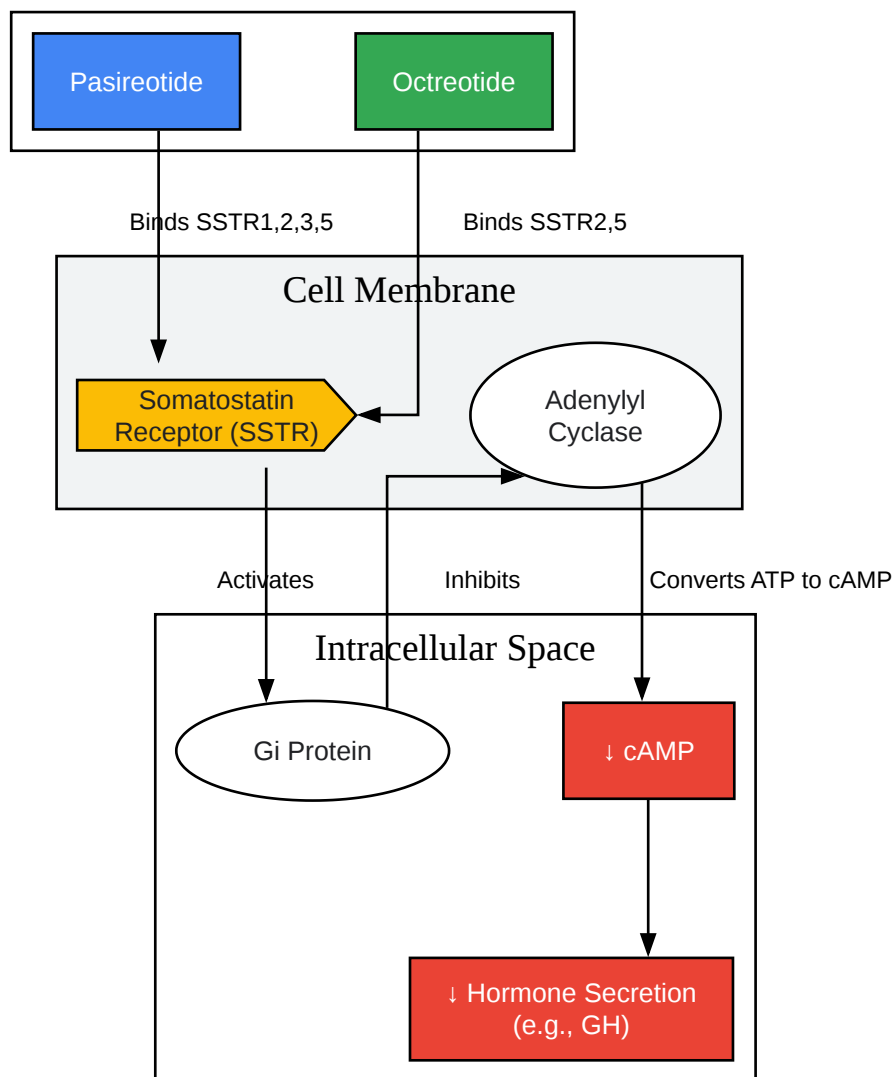 Pasireotide
Octreotide
Binds SSTR1,2,3,5
Binds SSTR2,5
Cell Membrane
Somatostatin
Receptor (SSTR)
Adenylyl
Cyclase
Activates
Inhibits
Converts ATP to cAMP
Intracellular Space
Gi Protein
↓ cAMP
↓ Hormone Secretion
(e.g., GH)